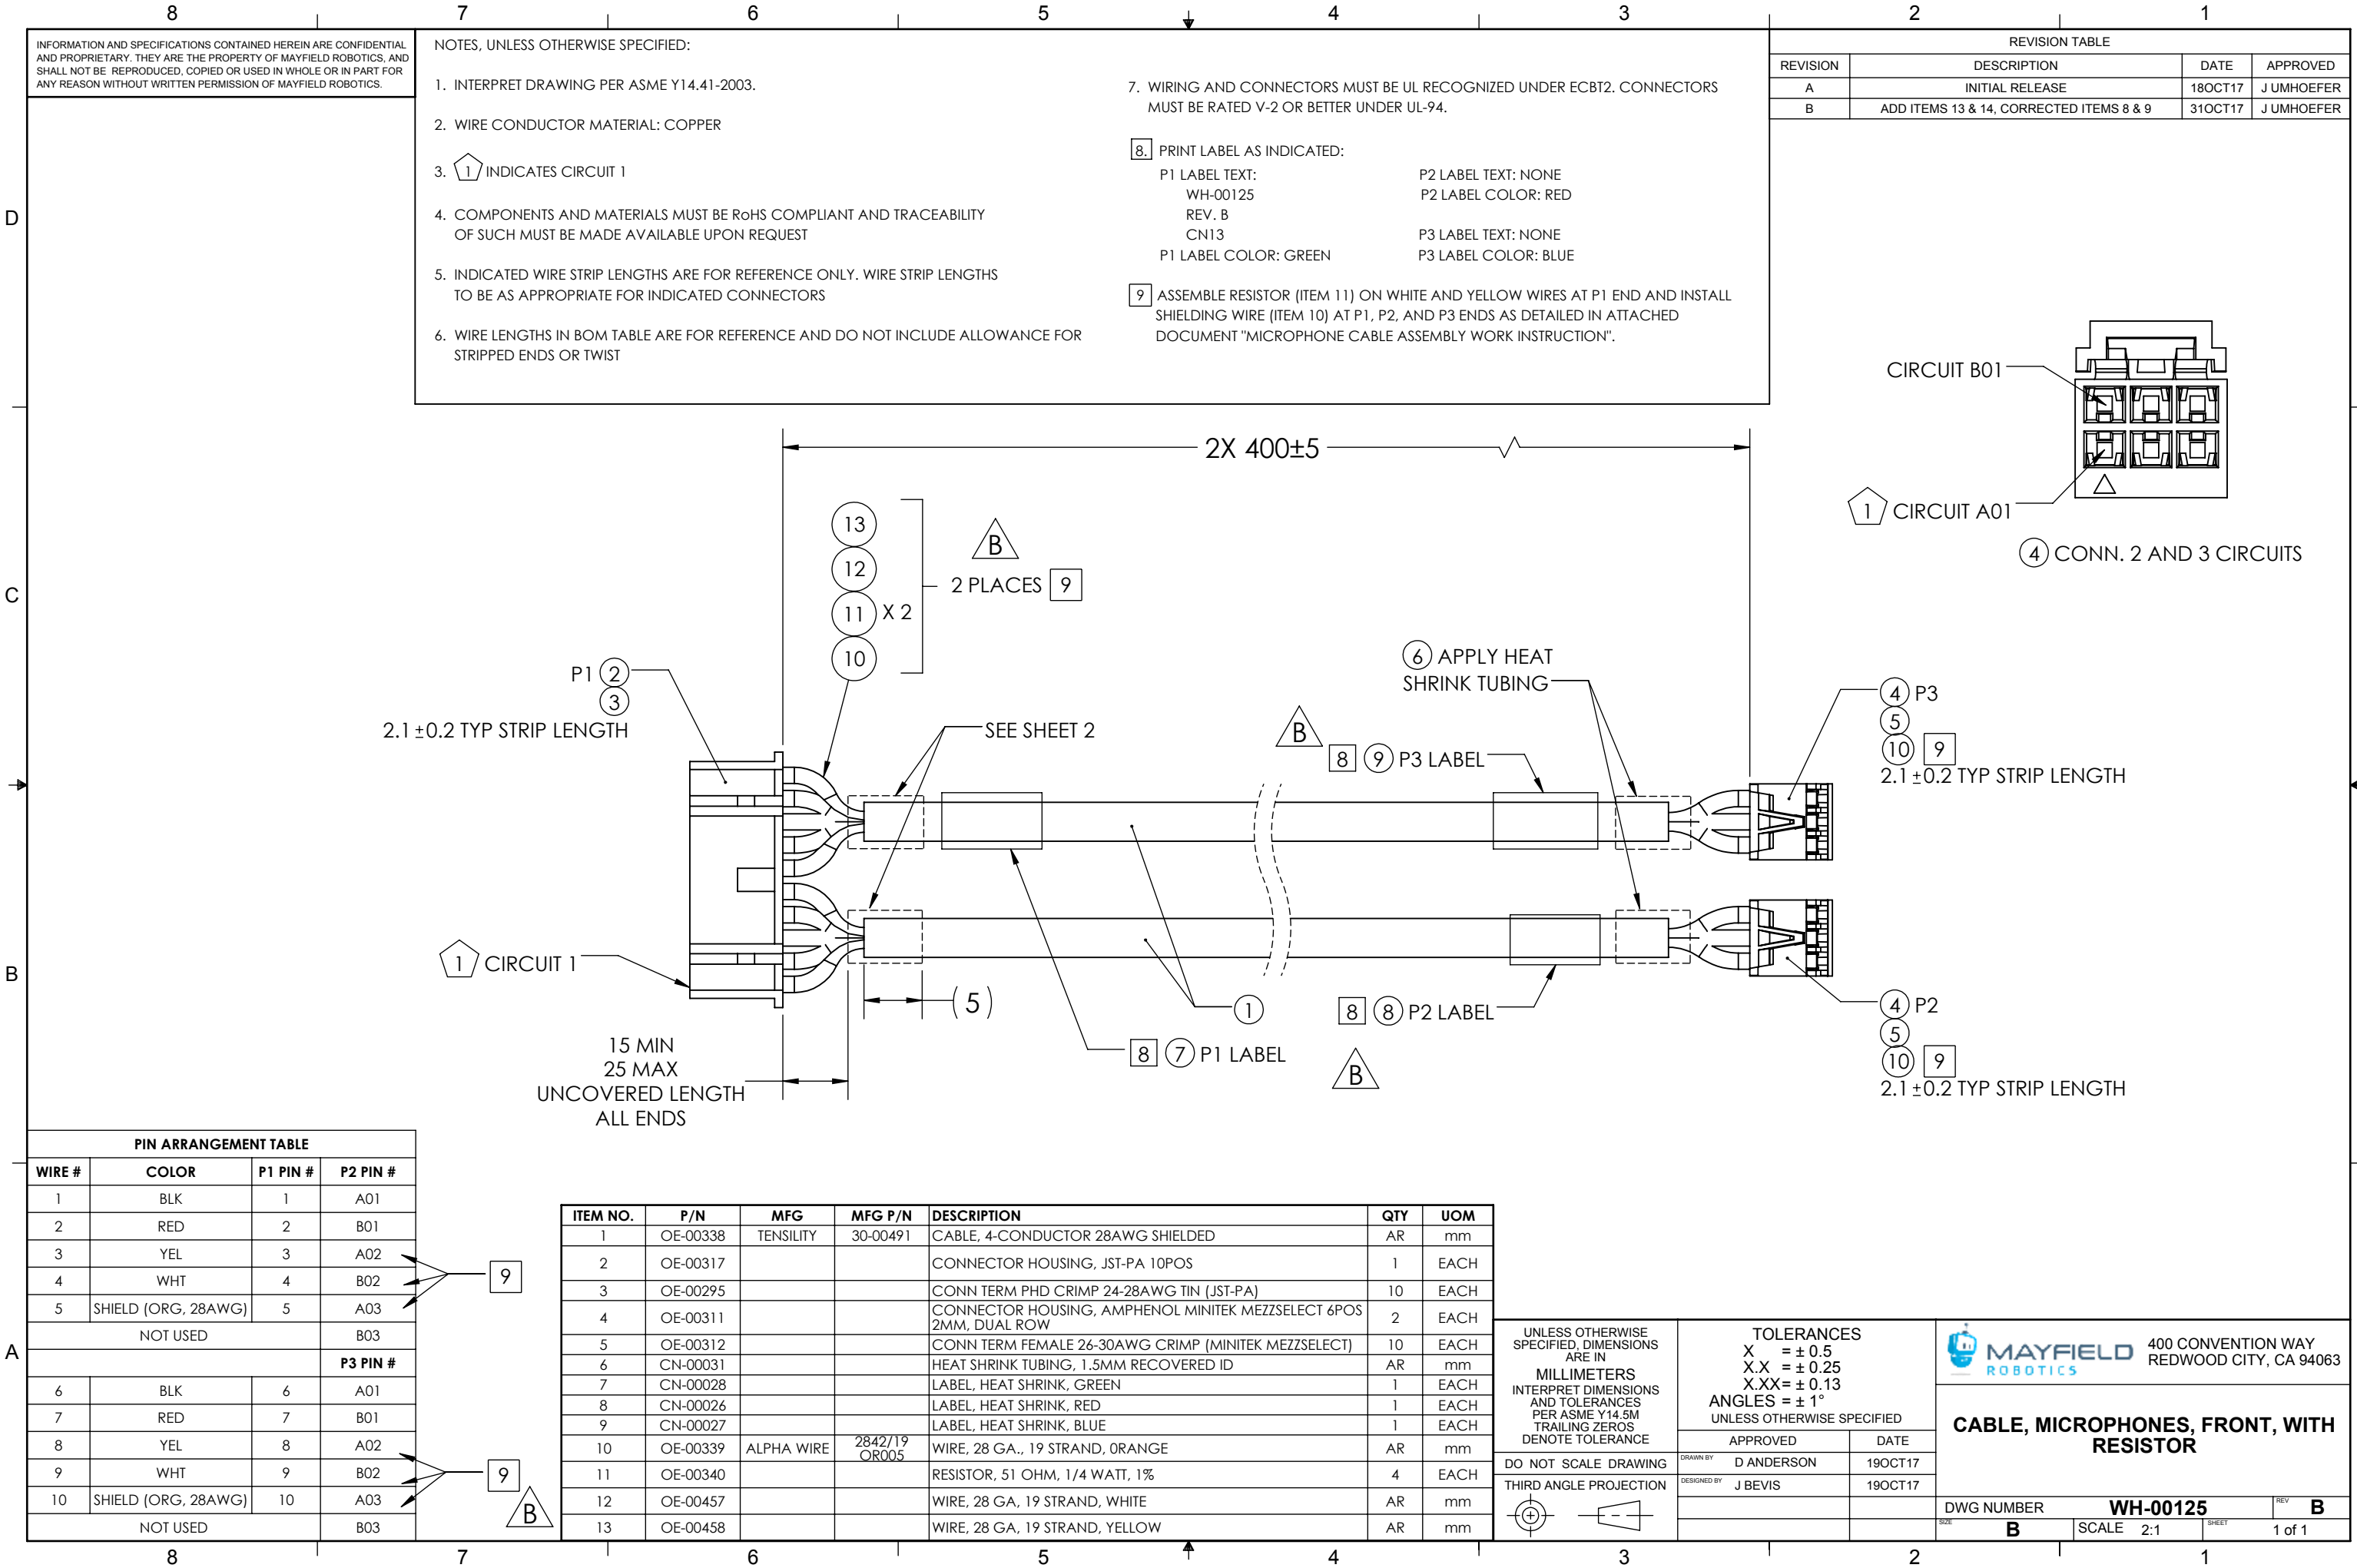 8 7 6 5 4 3 2 1
INFORMATION AND SPECIFICATIONS CONTAINED HEREIN ARE CONFIDENTIAL
AND PROPRIETARY. THEY ARE THE PROPERTY OF MAYFIELD ROBOTICS, AND
SHALL NOT BE REPRODUCED, COPIED OR USED IN WHOLE OR IN PART FOR
ANY REASON WITHOUT WRITTEN PERMISSION OF MAYFIELD ROBOTICS.
NOTES, UNLESS OTHERWISE SPECIFIED:
1. INTERPRET DRAWING PER ASME Y14.41-2003.
2. WIRE CONDUCTOR MATERIAL: COPPER
3. 1 INDICATES CIRCUIT 1
4. COMPONENTS AND MATERIALS MUST BE RoHS COMPLIANT AND TRACEABILITY
OF SUCH MUST BE MADE AVAILABLE UPON REQUEST
5. INDICATED WIRE STRIP LENGTHS ARE FOR REFERENCE ONLY. WIRE STRIP LENGTHS
TO BE AS APPROPRIATE FOR INDICATED CONNECTORS
6. WIRE LENGTHS IN BOM TABLE ARE FOR REFERENCE AND DO NOT INCLUDE ALLOWANCE FOR
STRIPPED ENDS OR TWIST
7. WIRING AND CONNECTORS MUST BE UL RECOGNIZED UNDER ECBT2. CONNECTORS
MUST BE RATED V-2 OR BETTER UNDER UL-94.
8. PRINT LABEL AS INDICATED:
P1 LABEL TEXT:
WH-00125
REV. B
CN13
P1 LABEL COLOR: GREEN
P2 LABEL TEXT: NONE
P2 LABEL COLOR: RED
P3 LABEL TEXT: NONE
P3 LABEL COLOR: BLUE
9 ASSEMBLE RESISTOR (ITEM 11) ON WHITE AND YELLOW WIRES AT P1 END AND INSTALL
SHIELDING WIRE (ITEM 10) AT P1, P2, AND P3 ENDS AS DETAILED IN ATTACHED
DOCUMENT "MICROPHONE CABLE ASSEMBLY WORK INSTRUCTION".
REVISION TABLE
REVISION DESCRIPTION DATE APPROVED
A INITIAL RELEASE 18OCT17 J UMHOEFER
B ADD ITEMS 13 & 14, CORRECTED ITEMS 8 & 9 31OCT17 J UMHOEFER
D
C
B
A
CIRCUIT B01
1 CIRCUIT A01
4 CONN. 2 AND 3 CIRCUITS
2X 400±5
13
12
11 X 2
10
B
2 PLACES 9
P1 2
3
2.1±0.2 TYP STRIP LENGTH
SEE SHEET 2
6 APPLY HEAT
SHRINK TUBING
B
8 9 P3 LABEL
4 P3
5
10 9
2.1±0.2 TYP STRIP LENGTH
1 CIRCUIT 1
(5)
1
8 8 P2 LABEL
B
8 7 P1 LABEL
4 P2
5
10 9
2.1±0.2 TYP STRIP LENGTH
15 MIN
25 MAX
UNCOVERED LENGTH
ALL ENDS
PIN ARRANGEMENT TABLE
WIRE # COLOR P1 PIN # P2 PIN #
1 BLK 1 A01
2 RED 2 B01
3 YEL 3 A02
4 WHT 4 B02
5 SHIELD (ORG, 28AWG) 5 A03
NOT USED B03
P3 PIN #
6 BLK 6 A01
7 RED 7 B01
8 YEL 8 A02
9 WHT 9 B02
10 SHIELD (ORG, 28AWG) 10 A03
NOT USED B03
9
9
B
ITEM NO. P/N MFG MFG P/N DESCRIPTION QTY UOM
1 OE-00338 TENSILITY 30-00491 CABLE, 4-CONDUCTOR 28AWG SHIELDED AR mm
2 OE-00317 CONNECTOR HOUSING, JST-PA 10POS 1 EACH
3 OE-00295 CONN TERM PHD CRIMP 24-28AWG TIN (JST-PA) 10 EACH
4 OE-00311 CONNECTOR HOUSING, AMPHENOL MINITEK MEZZSELECT 6POS
2MM, DUAL ROW 2 EACH
5 OE-00312 CONN TERM FEMALE 26-30AWG CRIMP (MINITEK MEZZSELECT) 10 EACH
6 CN-00031 HEAT SHRINK TUBING, 1.5MM RECOVERED ID AR mm
7 CN-00028 LABEL, HEAT SHRINK, GREEN 1 EACH
8 CN-00026 LABEL, HEAT SHRINK, RED 1 EACH
9 CN-00027 LABEL, HEAT SHRINK, BLUE 1 EACH
10 OE-00339 ALPHA WIRE 2842/19
OR005 WIRE, 28 GA., 19 STRAND, 0RANGE AR mm
11 OE-00340 RESISTOR, 51 OHM, 1/4 WATT, 1% 4 EACH
12 OE-00457 WIRE, 28 GA, 19 STRAND, WHITE AR mm
13 OE-00458 WIRE, 28 GA, 19 STRAND, YELLOW AR mm
UNLESS OTHERWISE
SPECIFIED, DIMENSIONS
ARE IN
MILLIMETERS
INTERPRET DIMENSIONS
AND TOLERANCES
PER ASME Y14.5M
TRAILING ZEROS
DENOTE TOLERANCE
DO NOT SCALE DRAWING
THIRD ANGLE PROJECTION
TOLERANCES
X = ± 0.5
X.X = ± 0.25
X.XX= ± 0.13
ANGLES = ± 1°
UNLESS OTHERWISE SPECIFIED
APPROVED DATE
DRAWN BY D ANDERSON 19OCT17
DESIGNED BY J BEVIS 19OCT17
MAYFIELD
ROBOTICS
400 CONVENTION WAY
REDWOOD CITY, CA 94063
CABLE, MICROPHONES, FRONT, WITH
RESISTOR
DWG NUMBER WH-00125 REV B
SIZE B SCALE 2:1 SHEET 1 of 1
8 7 6 5 4 3 2 1